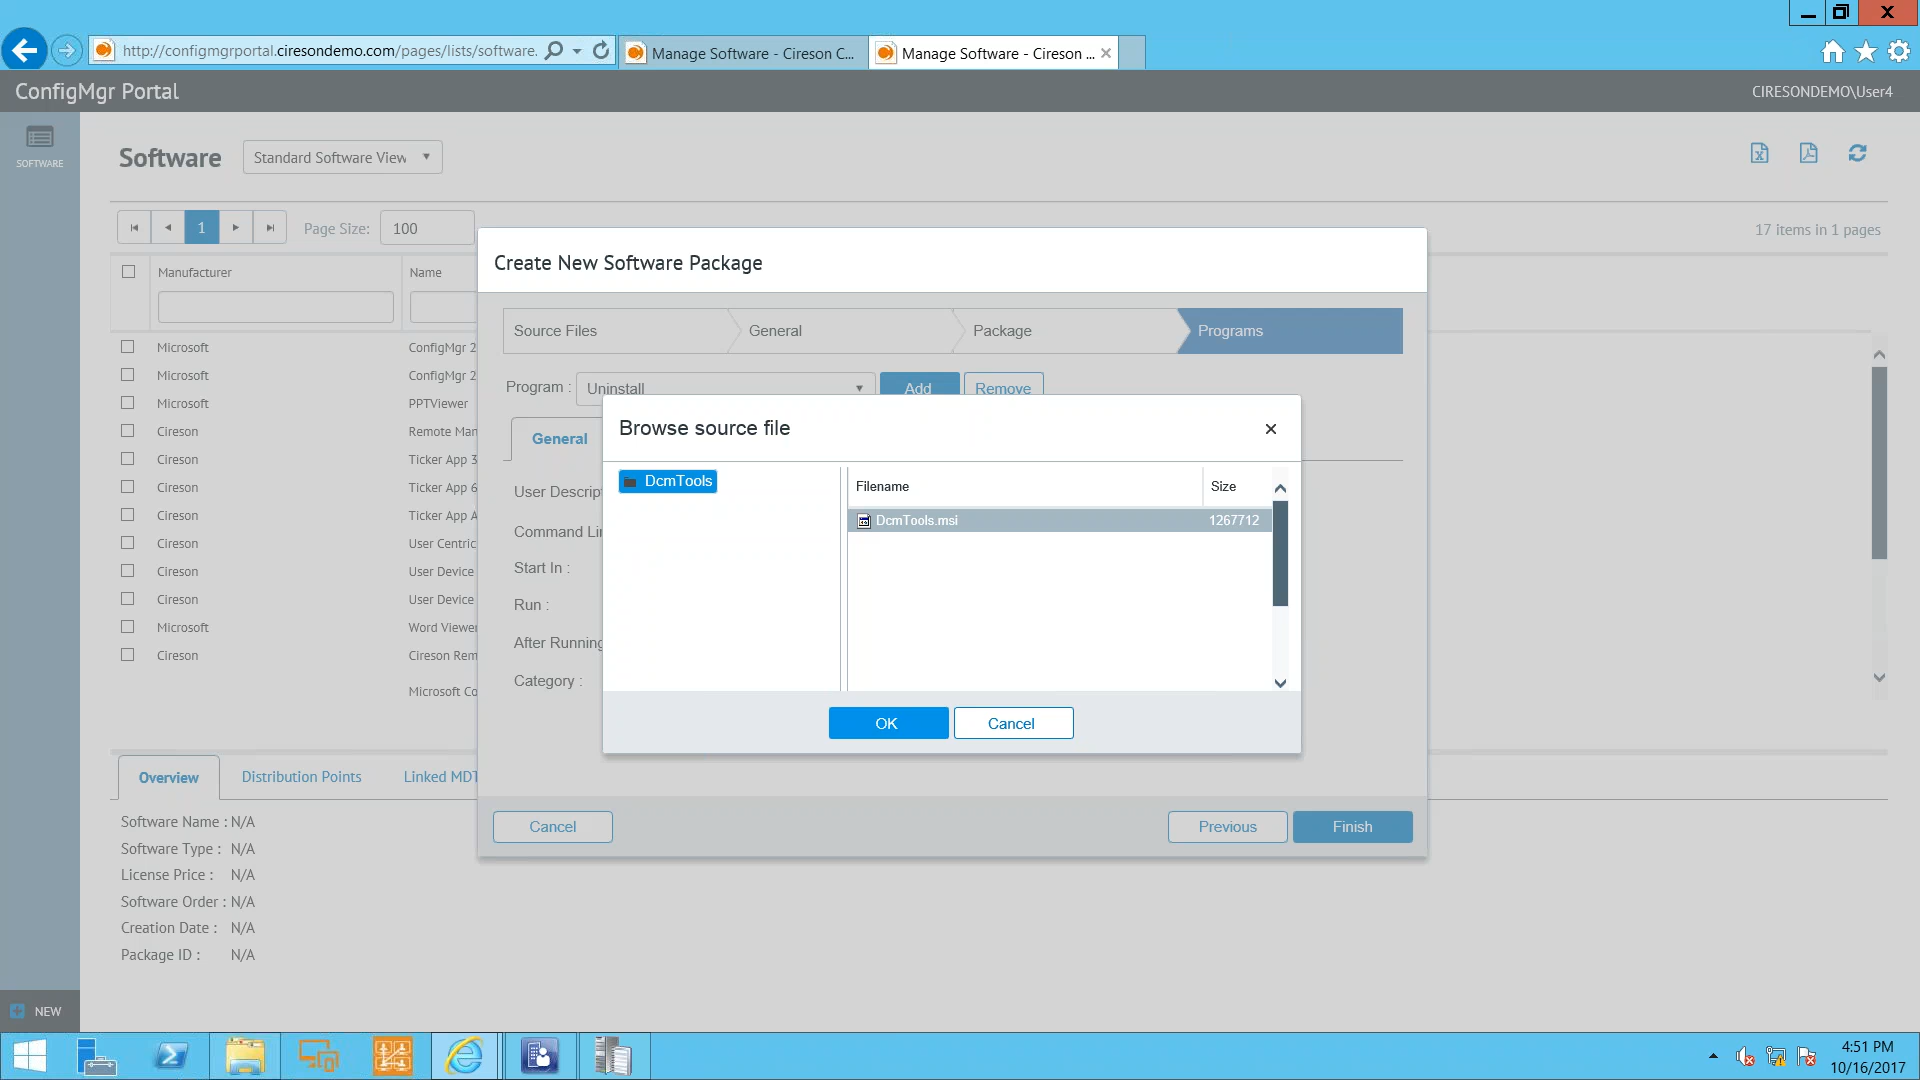 http://configmgrportal.ciresondemo.com/pages/lists/software.
Manage Software - Cireson C...
Manage Software - Cireson ...
ConfigMgr Portal
CIRESONDEMO\User4
SOFTWARE
Software
Standard Software View
1
Page Size:
100
17 items in 1 pages
Manufacturer
Name
Microsoft
ConfigMgr 2
Microsoft
ConfigMgr 2
Microsoft
PPTViewer
Cireson
Remote Man
Cireson
Ticker App 3
Cireson
Ticker App 6
Cireson
Ticker App A
Cireson
User Centric
Cireson
User Device
Cireson
User Device
Microsoft
Word Viewer
Cireson
Cireson Rem
Microsoft Co
Create New Software Package
Source Files
General
Package
Programs
Program :
Uninstall
Add
Remove
General
User Descript
Command Lin
Start In :
Run :
After Running
Category :
Browse source file
DcmTools
Filename
Size
DcmTools.msi
1267712
OK
Cancel
Cancel
Previous
Finish
Overview
Distribution Points
Linked MDT
Software Name : N/A
Software Type : N/A
License Price : N/A
Software Order : N/A
Creation Date : N/A
Package ID : N/A
NEW
4:51 PM
10/16/2017